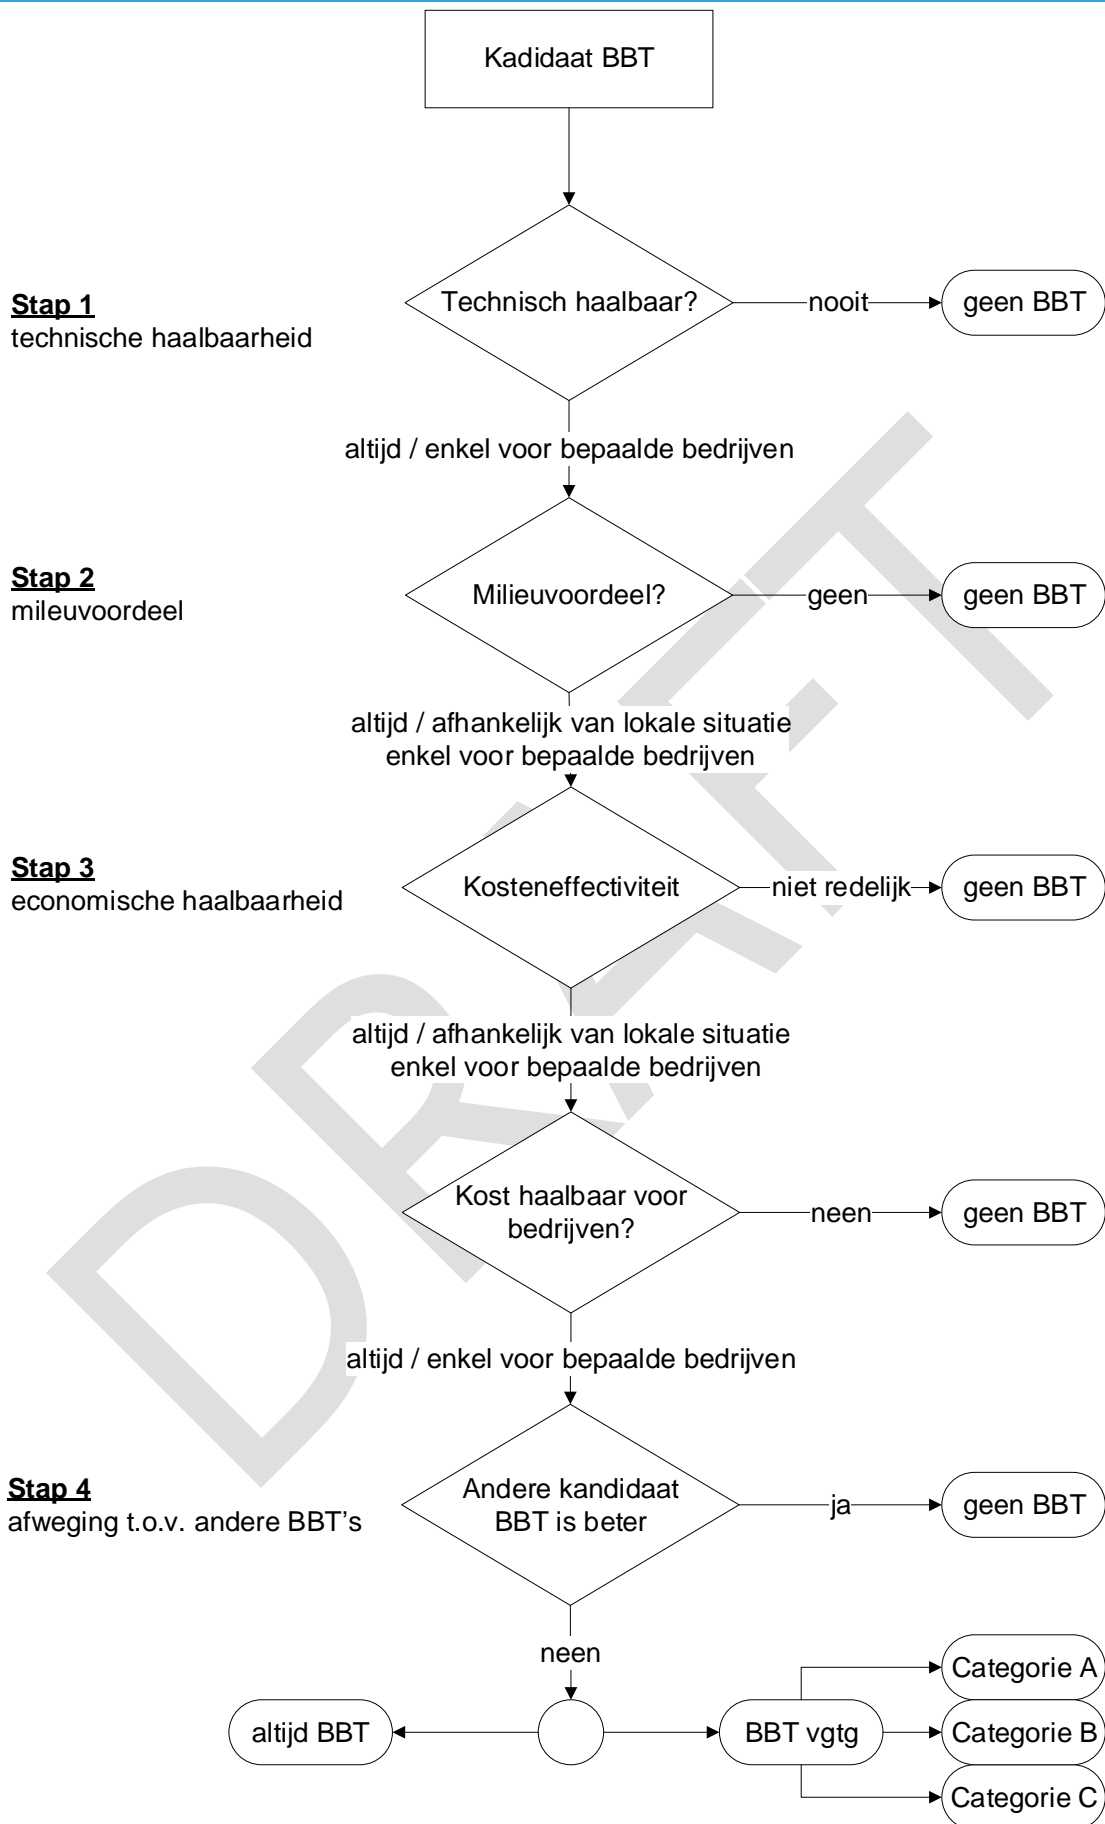 Kadidaat BBT
Stap 1
technische haalbaarheid
Technisch haalbaar?
nooit
geen BBT
altijd / enkel voor bepaalde bedrijven
Stap 2
mileuvoordeel
Milieuvoordeel?
geen
geen BBT
altijd / afhankelijk van lokale situatie
enkel voor bepaalde bedrijven
Stap 3
economische haalbaarheid
Kosteneffectiviteit
niet redelijk
geen BBT
altijd / afhankelijk van lokale situatie
enkel voor bepaalde bedrijven
Kost haalbaar voor
bedrijven?
neen
geen BBT
altijd / enkel voor bepaalde bedrijven
Stap 4
afweging t.o.v. andere BBT's
Andere kandidaat
BBT is beter
ja
geen BBT
neen
altijd BBT
BBT vgtg
Categorie A
Categorie B
Categorie C
DRAFT